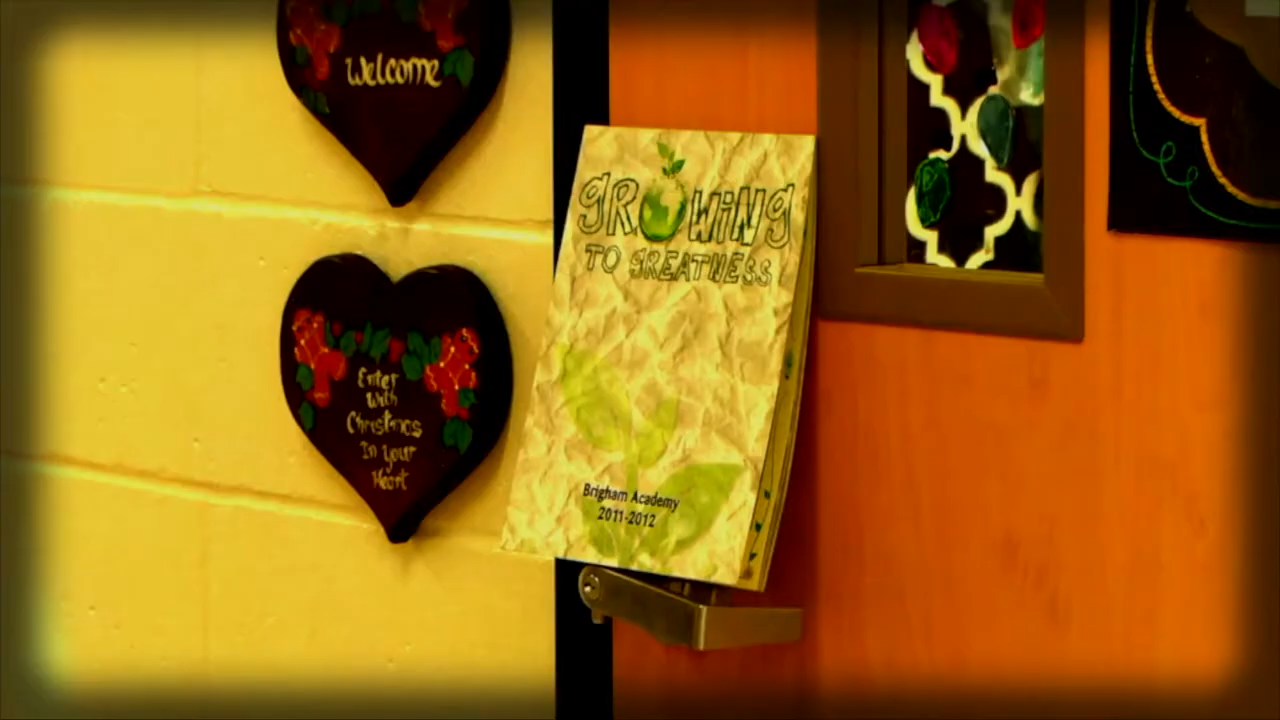 Welcome
Enter
With
Christmas
In your
Heart
GROWING
TO GREATNESS
Brigham Academy
2011-2012